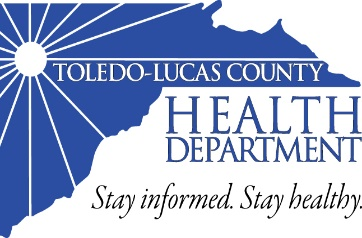 TOLEDO-LUCAS COUNTY
HEALTH
DEPARTMENT
Stay informed. Stay healthy.